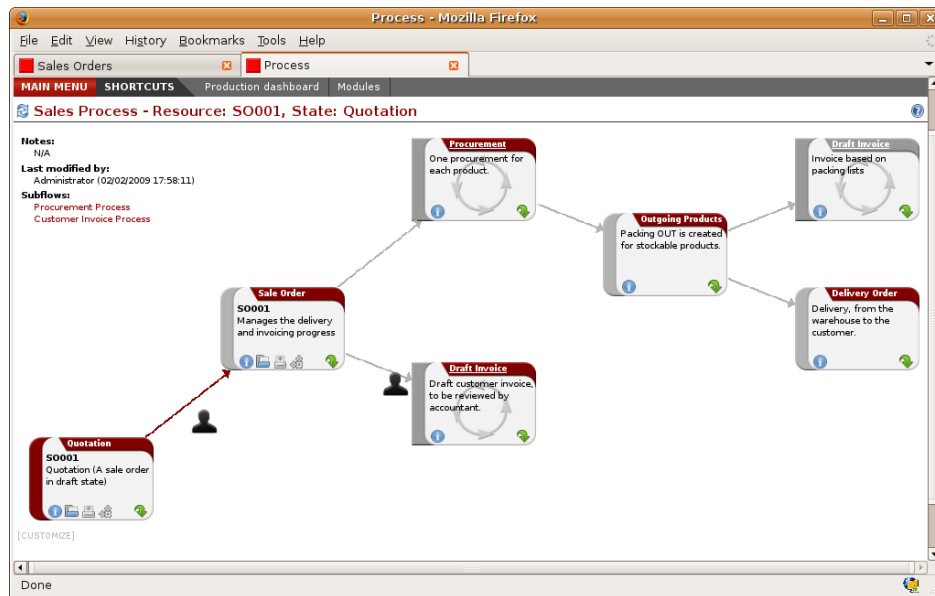 Process - Mozilla Firefox
File Edit View History Bookmarks Tools Help
Sales Orders Process
MAIN MENU SHORTCUTS Production dashboard Modules
Sales Process - Resource: SO001, State: Quotation
Notes:
N/A
Last modified by:
Administrator (02/02/2009 17:58:11)
Subflows:
Procurement Process
Customer Invoice Process
Procurement
One procurement for
each product.
Draft Invoice
Invoice based on
packing lists
Outgoing Products
Packing OUT is created
for stockable products.
Sale Order
SO001
Manages the delivery
and invoicing progress
Delivery Order
Delivery, from the
warehouse to the
customer.
Draft Invoice
Draft customer invoice,
to be reviewed by
accountant.
Quotation
SO001
Quotation (A sale order
in draft state)
[CUSTOMIZE]
Done